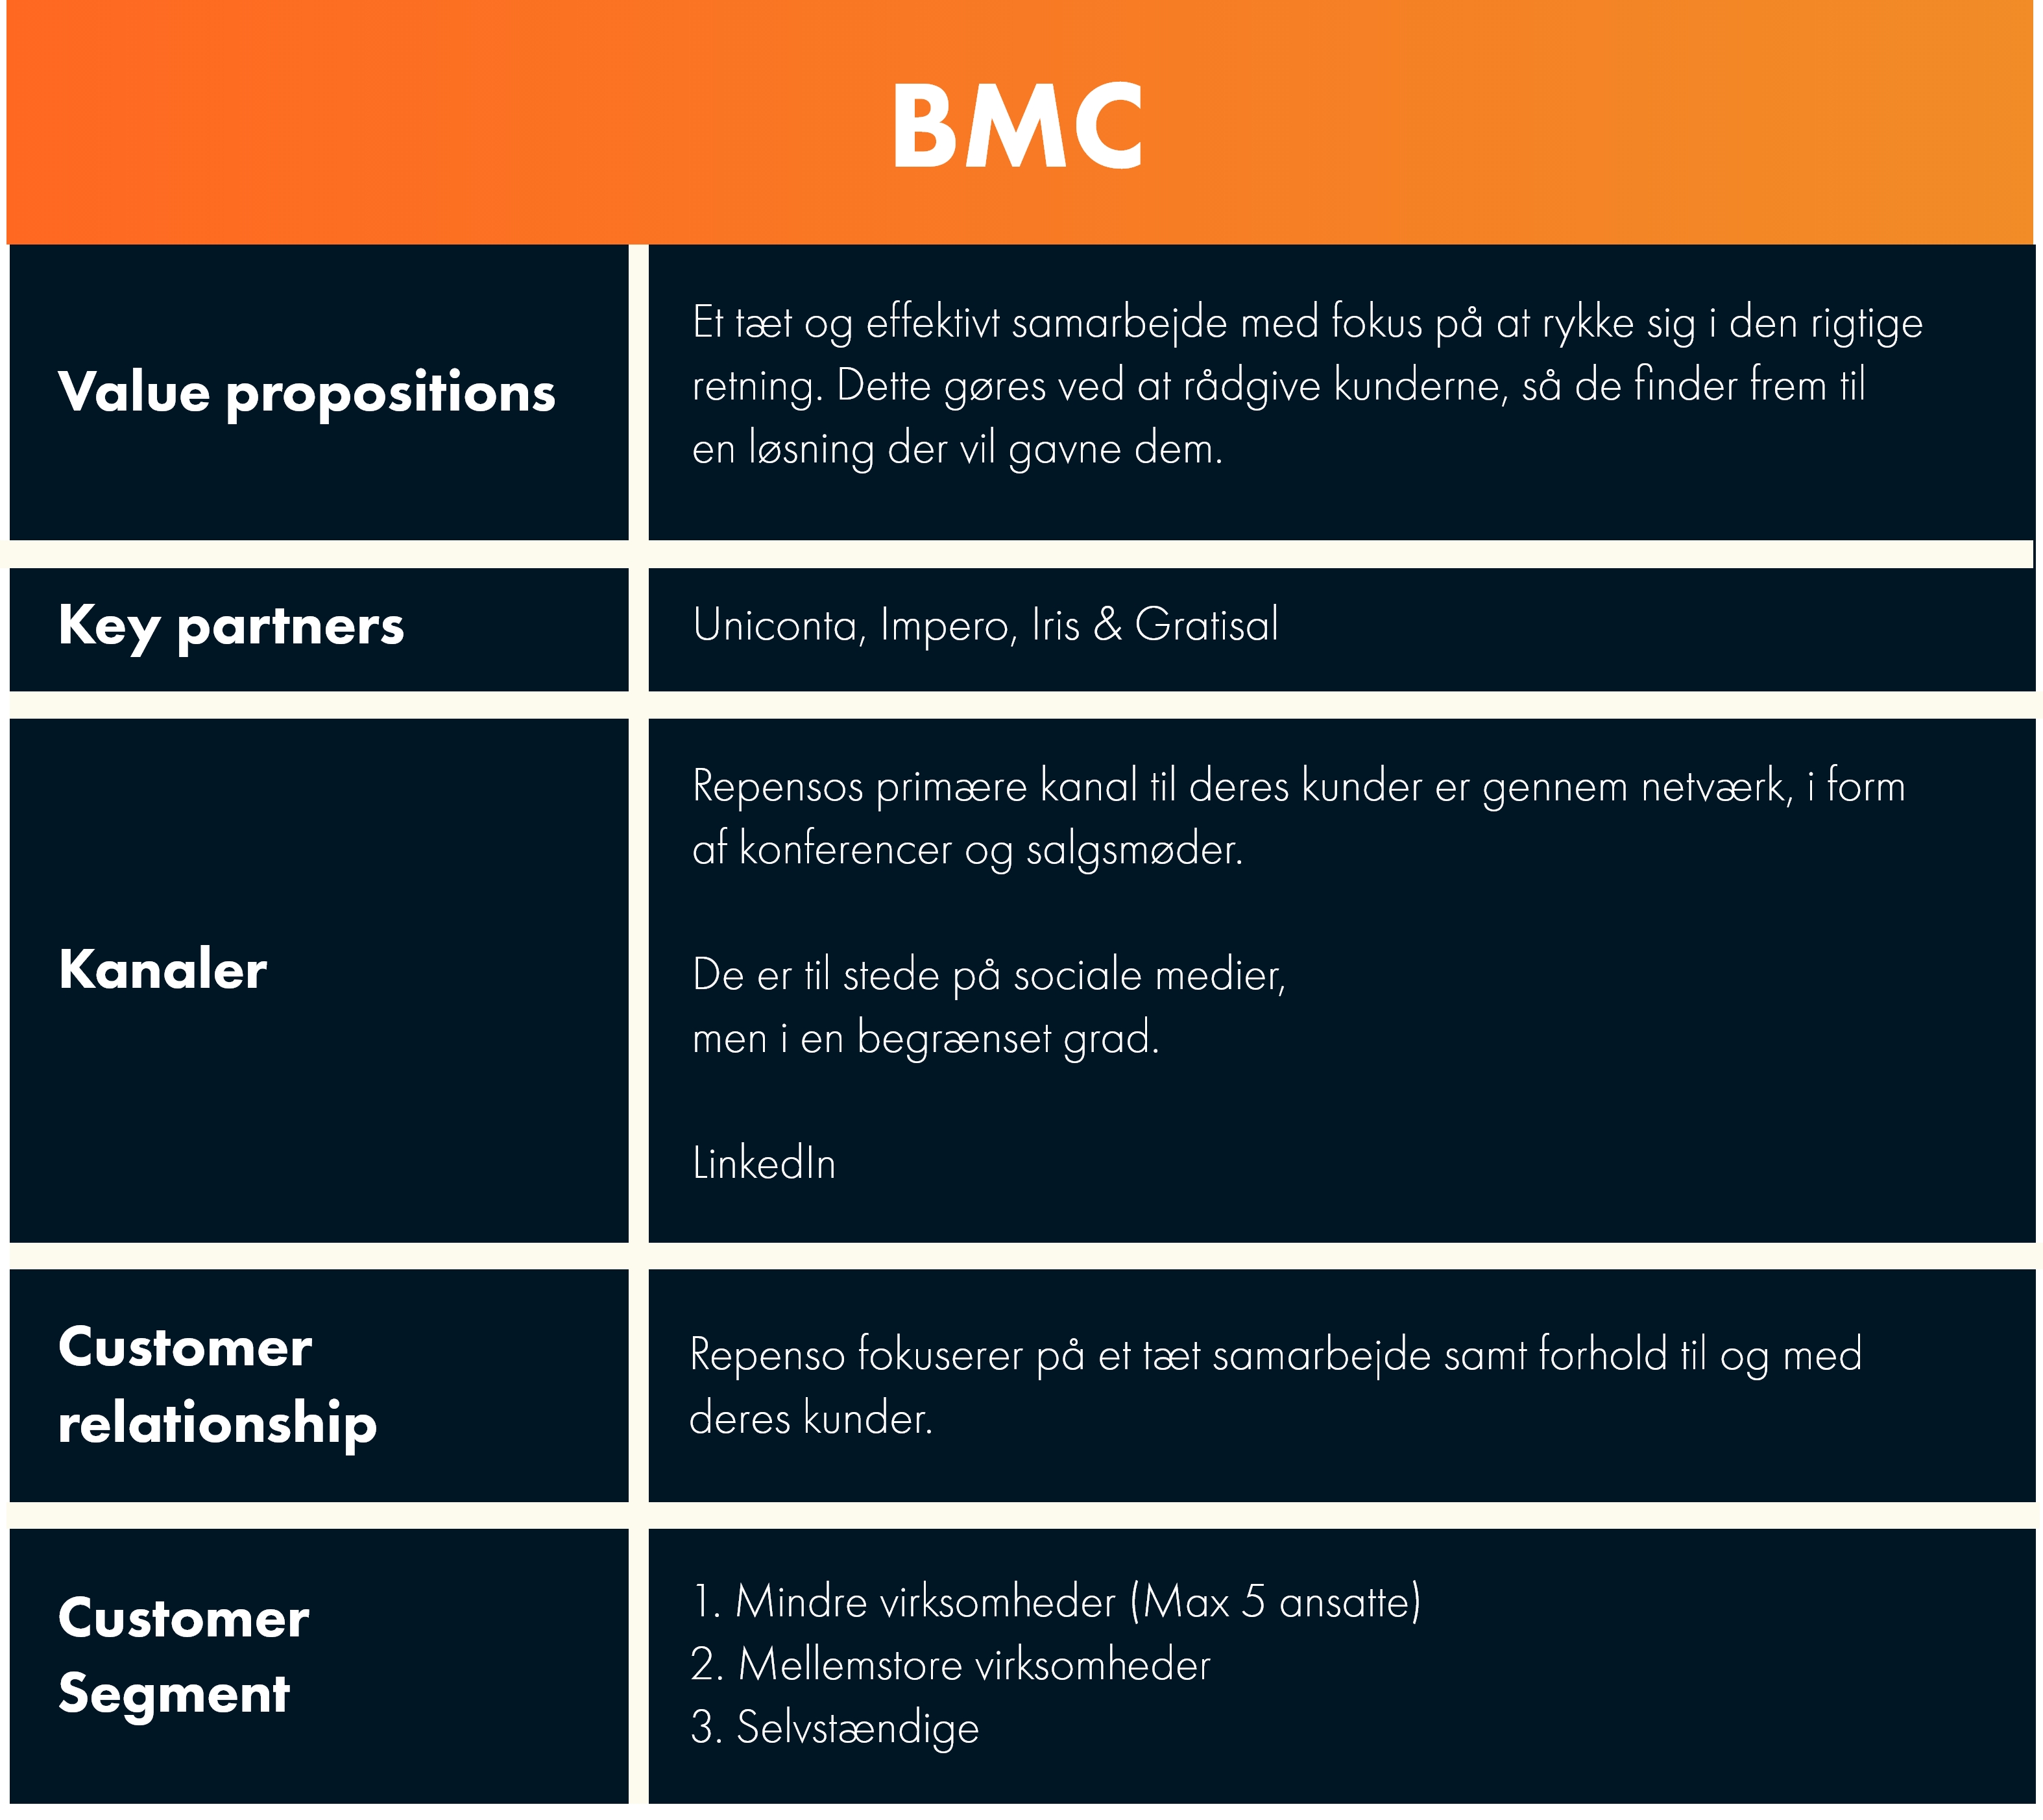 BMC
Value propositions
Et tæt og effektivt samarbejde med fokus på at rykke sig i den rigtige
retning. Dette gøres ved at rådgive kunderne, så de finder frem til
en løsning der vil gavne dem.
Key partners
Uniconta, Impero, Iris & Gratisal
Kanaler
Repensos primære kanal til deres kunder er gennem netværk, i form
af konferencer og salgsmøder.
De er til stede på sociale medier,
men i en begrænset grad.
LinkedIn
Customer
relationship
Repenso fokuserer på et tæt samarbejde samt forhold til og med
deres kunder.
Customer
Segment
1. Mindre virksomheder (Max 5 ansatte)
2. Mellemstore virksomheder
3. Selvstændige